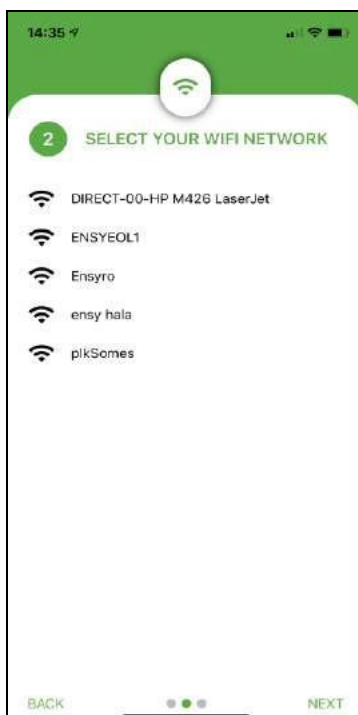 14:35
2 SELECT YOUR WIFI NETWORK
DIRECT-00-HP M426 LaserJet
ENSYEOL1
Ensyro
ensy hala
plkSomes
BACK NEXT